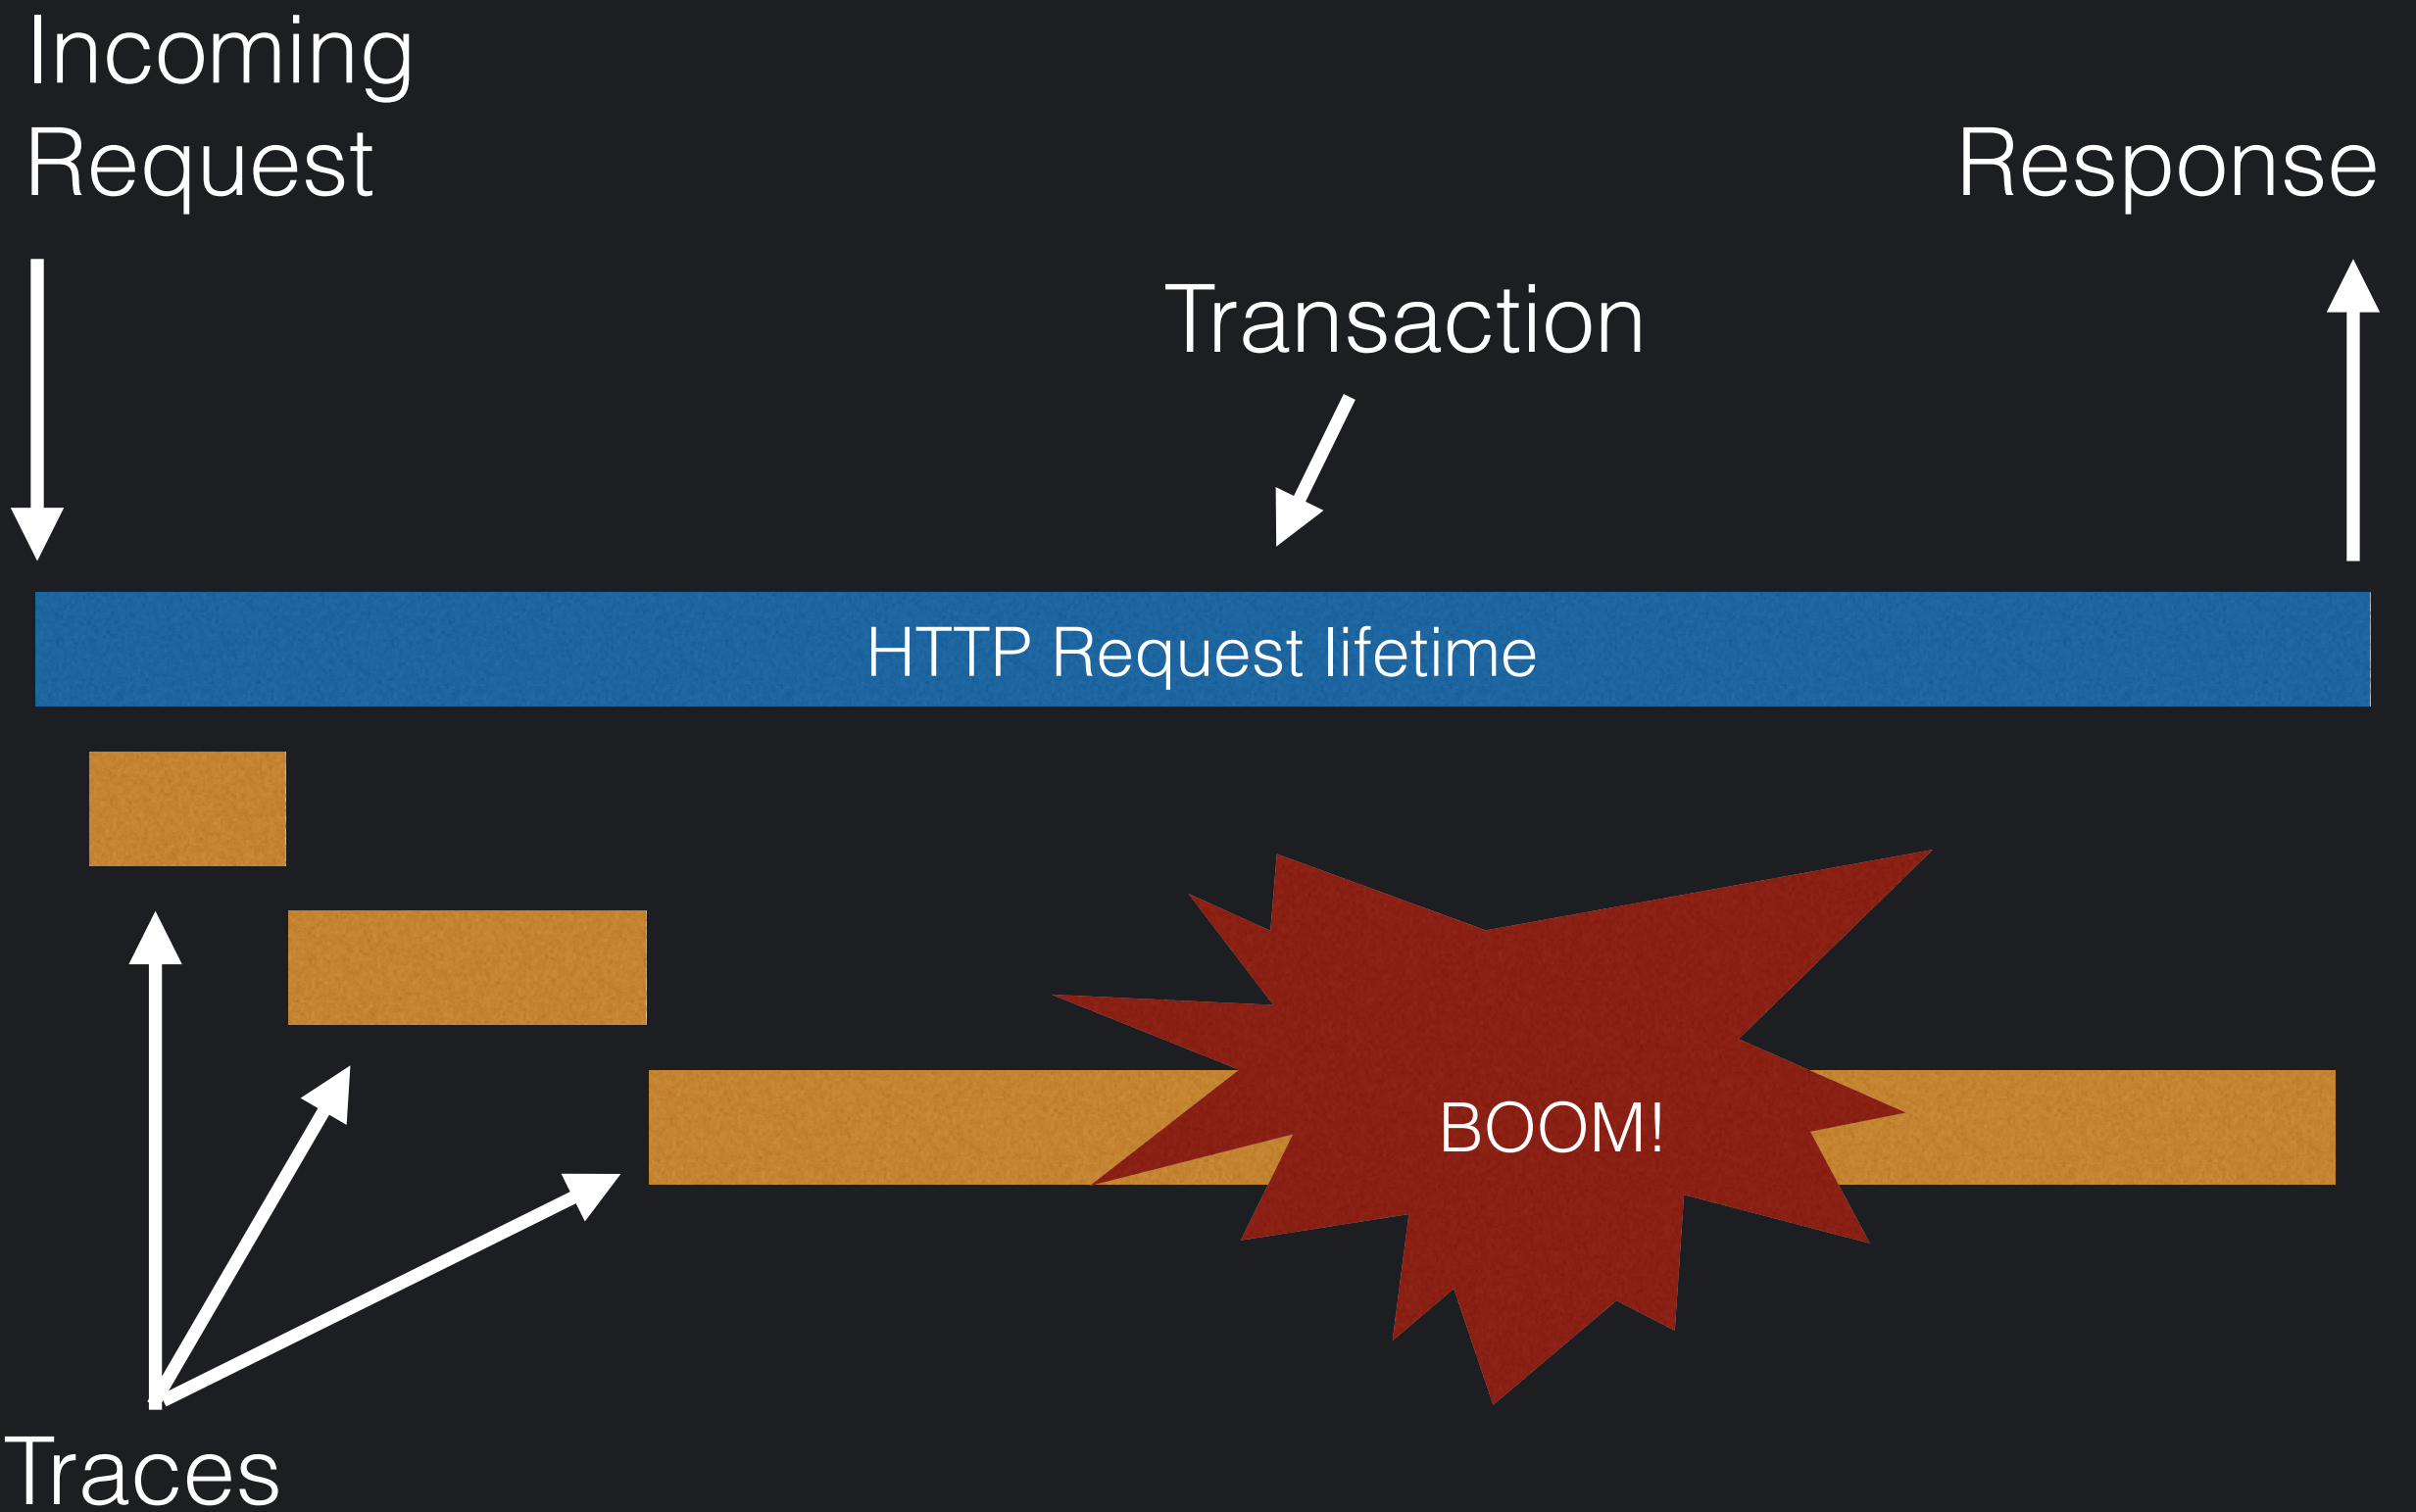 Incoming
Request
Response
Transaction
HTTP Request lifetime
BOOM!
Traces